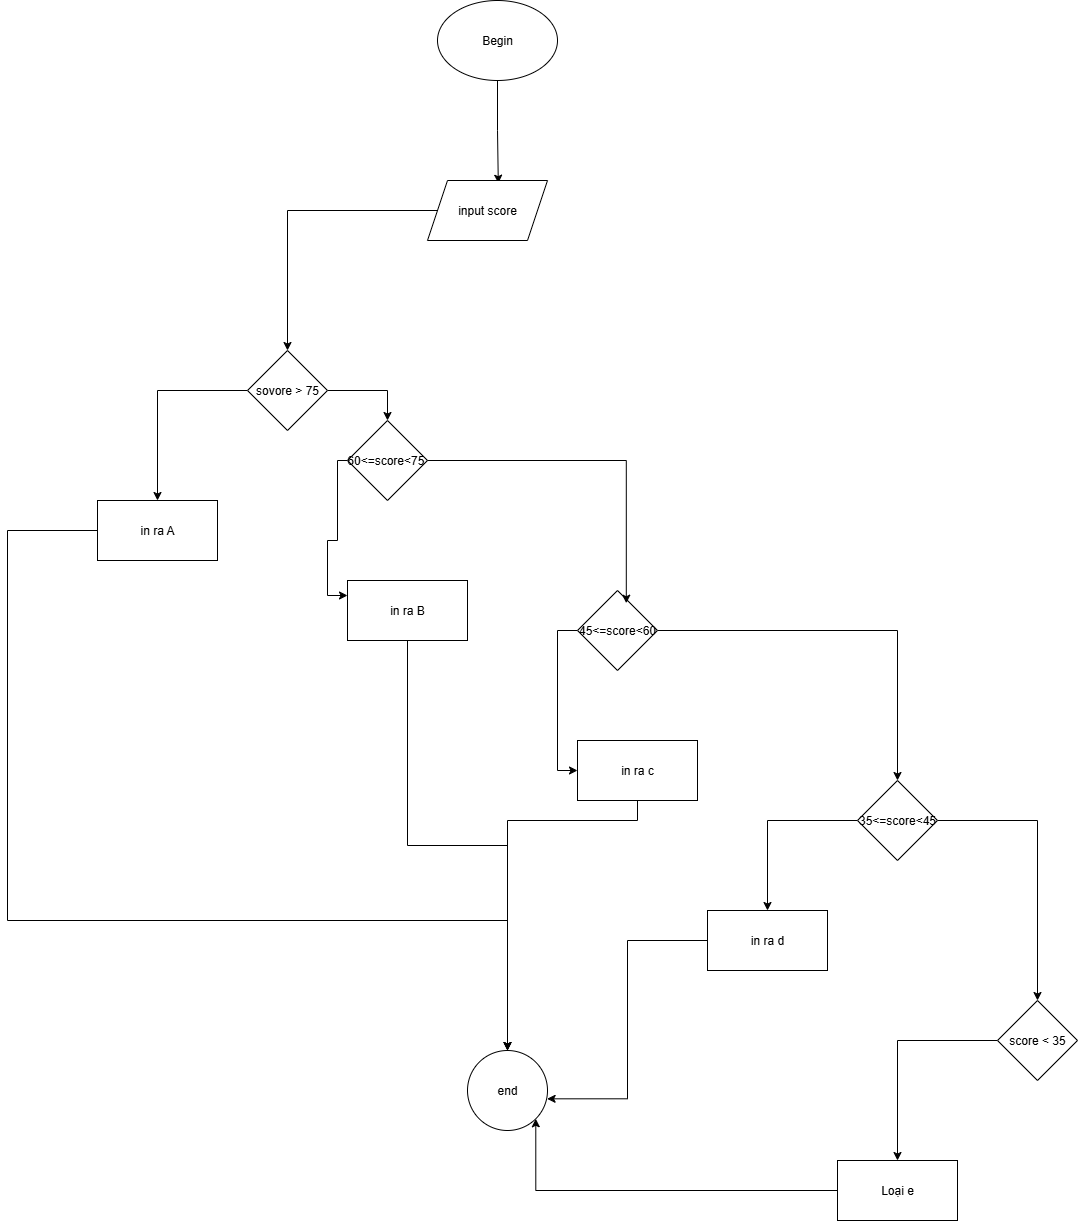 Begin
input score
sovore > 75
60<=score<75
in ra A
in ra B
45<=score<60
in ra c
35<=score<45
in ra d
score < 35
end
Loại e